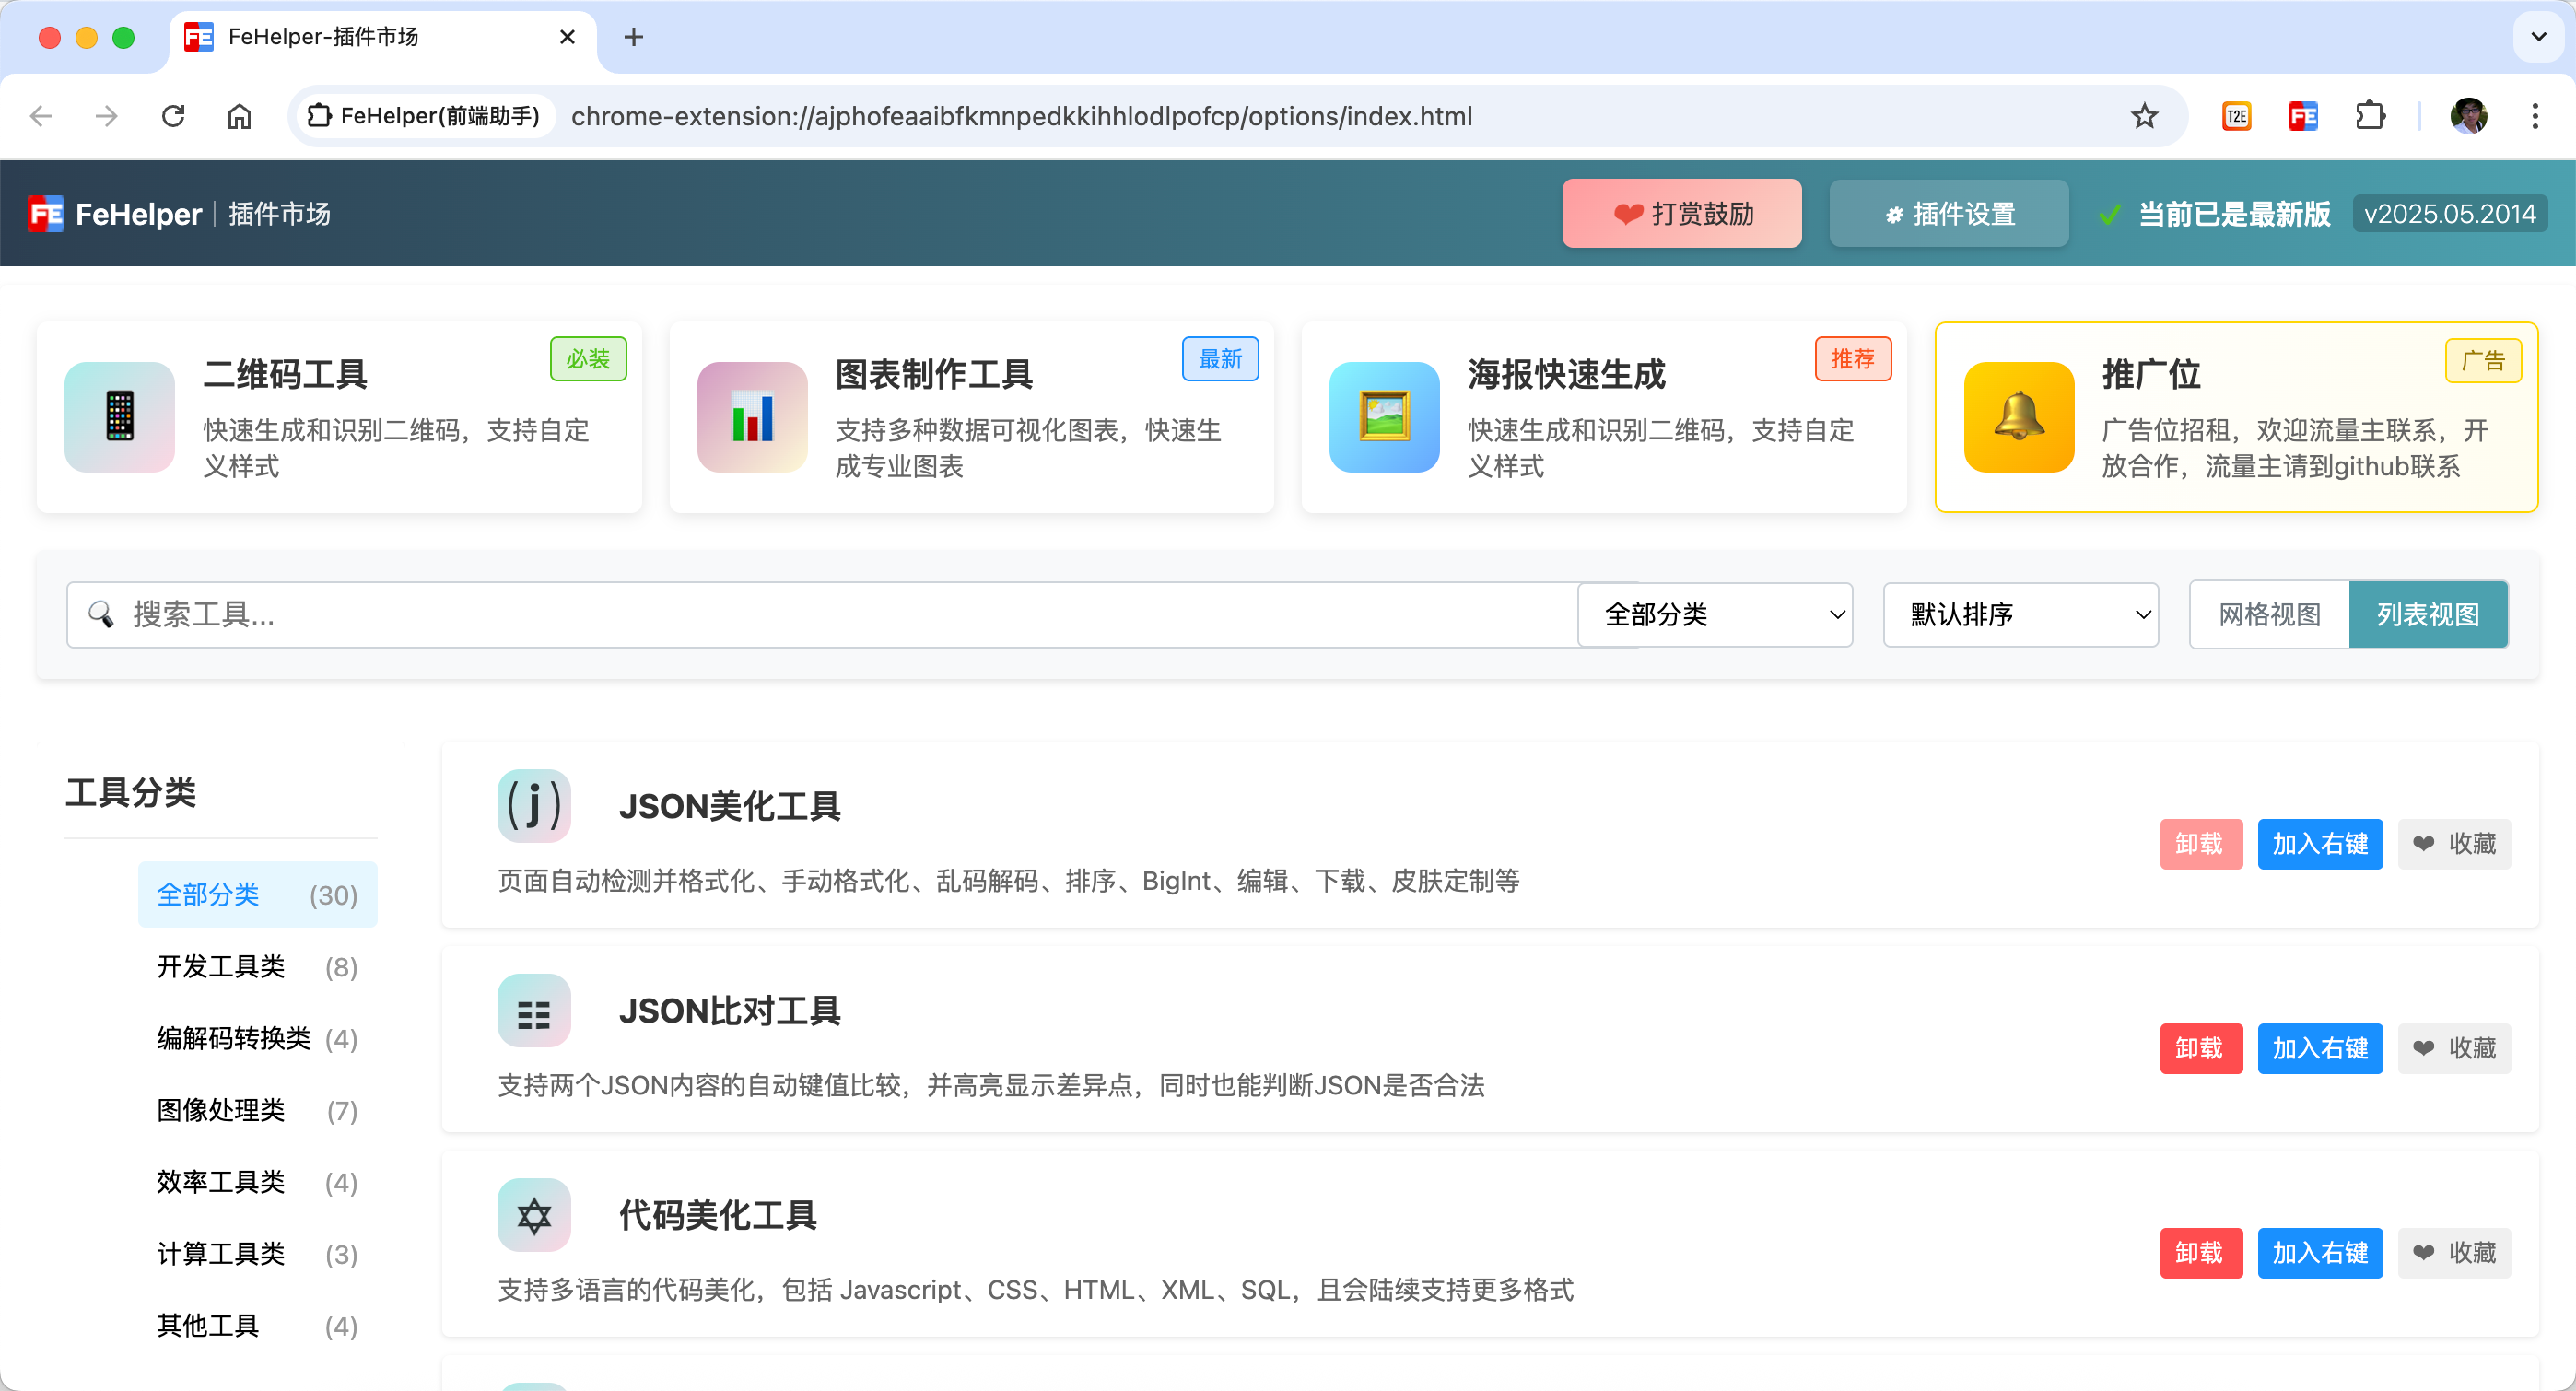 FeHelper-插件市场
FeHelper(前端助手)
chrome-extension://ajphofeaaibfkmnpedkkihhlodlpofcp/options/index.html
T2E
FE
FE FeHelper | 插件市场
打赏鼓励
插件设置
当前已是最新版
v2025.05.2014
二维码工具
必装
快速生成和识别二维码，支持自定
义样式
图表制作工具
最新
支持多种数据可视化图表，快速生
成专业图表
海报快速生成
推荐
快速生成和识别二维码，支持自定
义样式
推广位
广告
广告位招租，欢迎流量主联系，开
放合作，流量主请到github联系
搜索工具...
全部分类
默认排序
网格视图
列表视图
工具分类
全部分类 (30)
开发工具类 (8)
编解码转换类 (4)
图像处理类 (7)
效率工具类 (4)
计算工具类 (3)
其他工具 (4)
(j)
JSON美化工具
页面自动检测并格式化、手动格式化、乱码解码、排序、BigInt、编辑、下载、皮肤定制等
卸载 加入右键 收藏
JSON比对工具
支持两个JSON内容的自动键值比较，并高亮显示差异点，同时也能判断JSON是否合法
卸载 加入右键 收藏
代码美化工具
支持多语言的代码美化，包括 Javascript、CSS、HTML、XML、SQL，且会陆续支持更多格式
卸载 加入右键 收藏